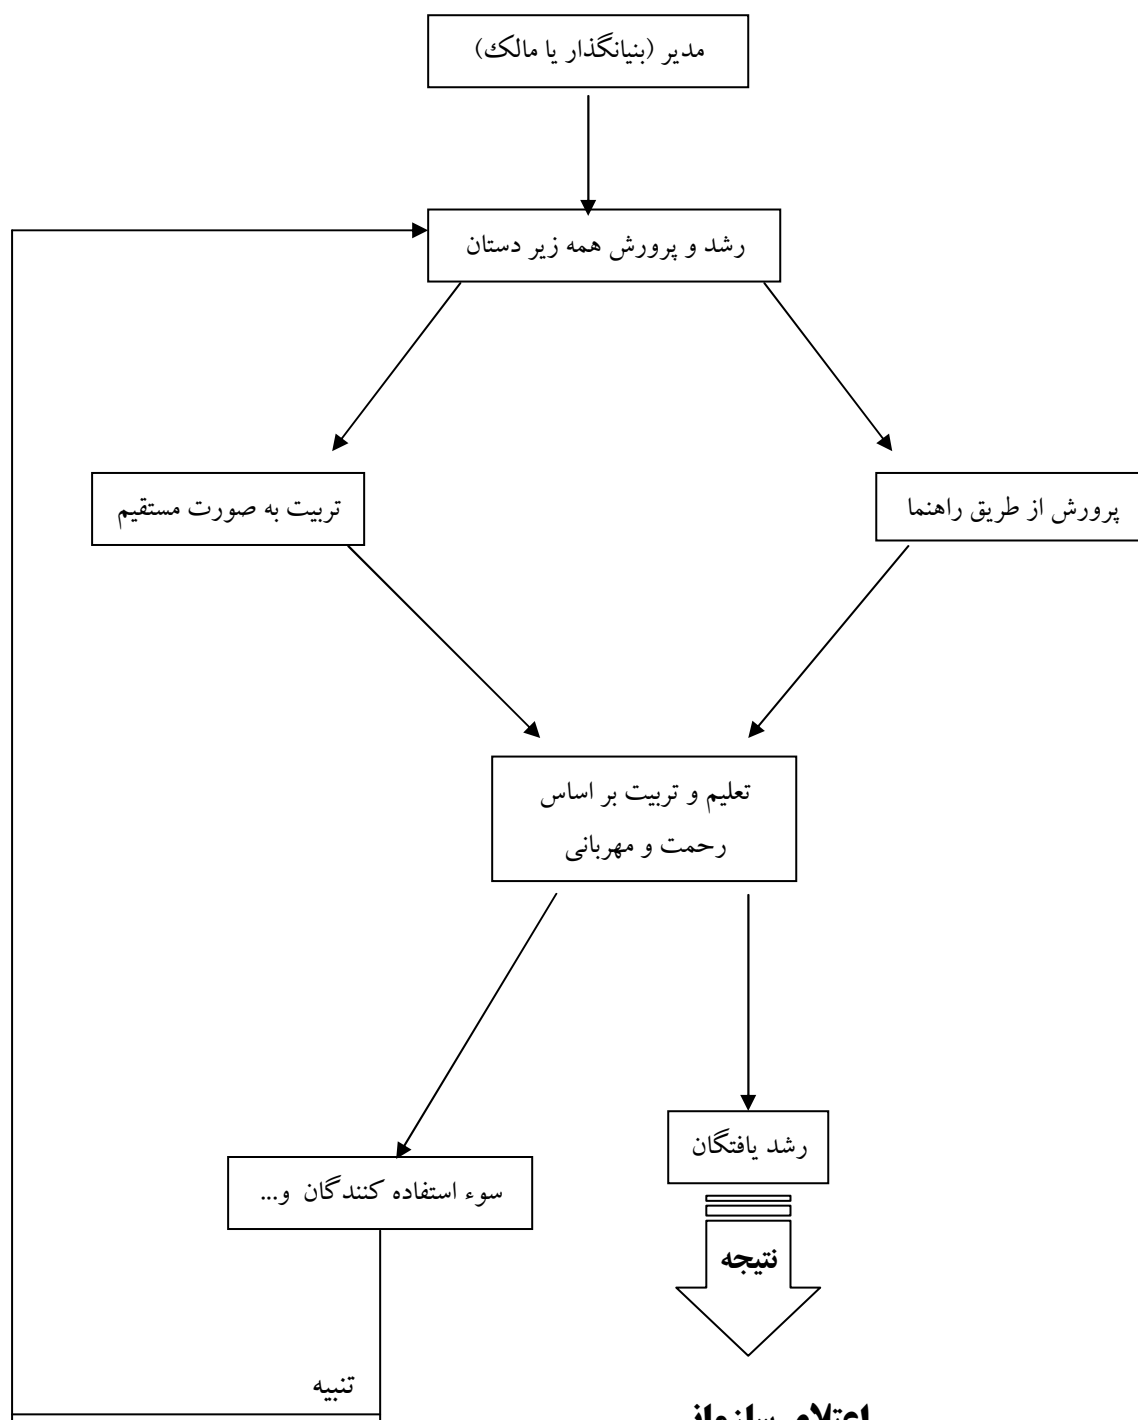 مدیر (بنیانگذار یا مالک)
رشد و پرورش همه زیر دستان
پرورش از طریق راهنما
تربیت به صورت مستقیم
تعلیم و تربیت بر اساس
رحمت و مهربانی
رشد یافتگان
سوء استفاده کنندگان و...
نتیجه
تنبیه